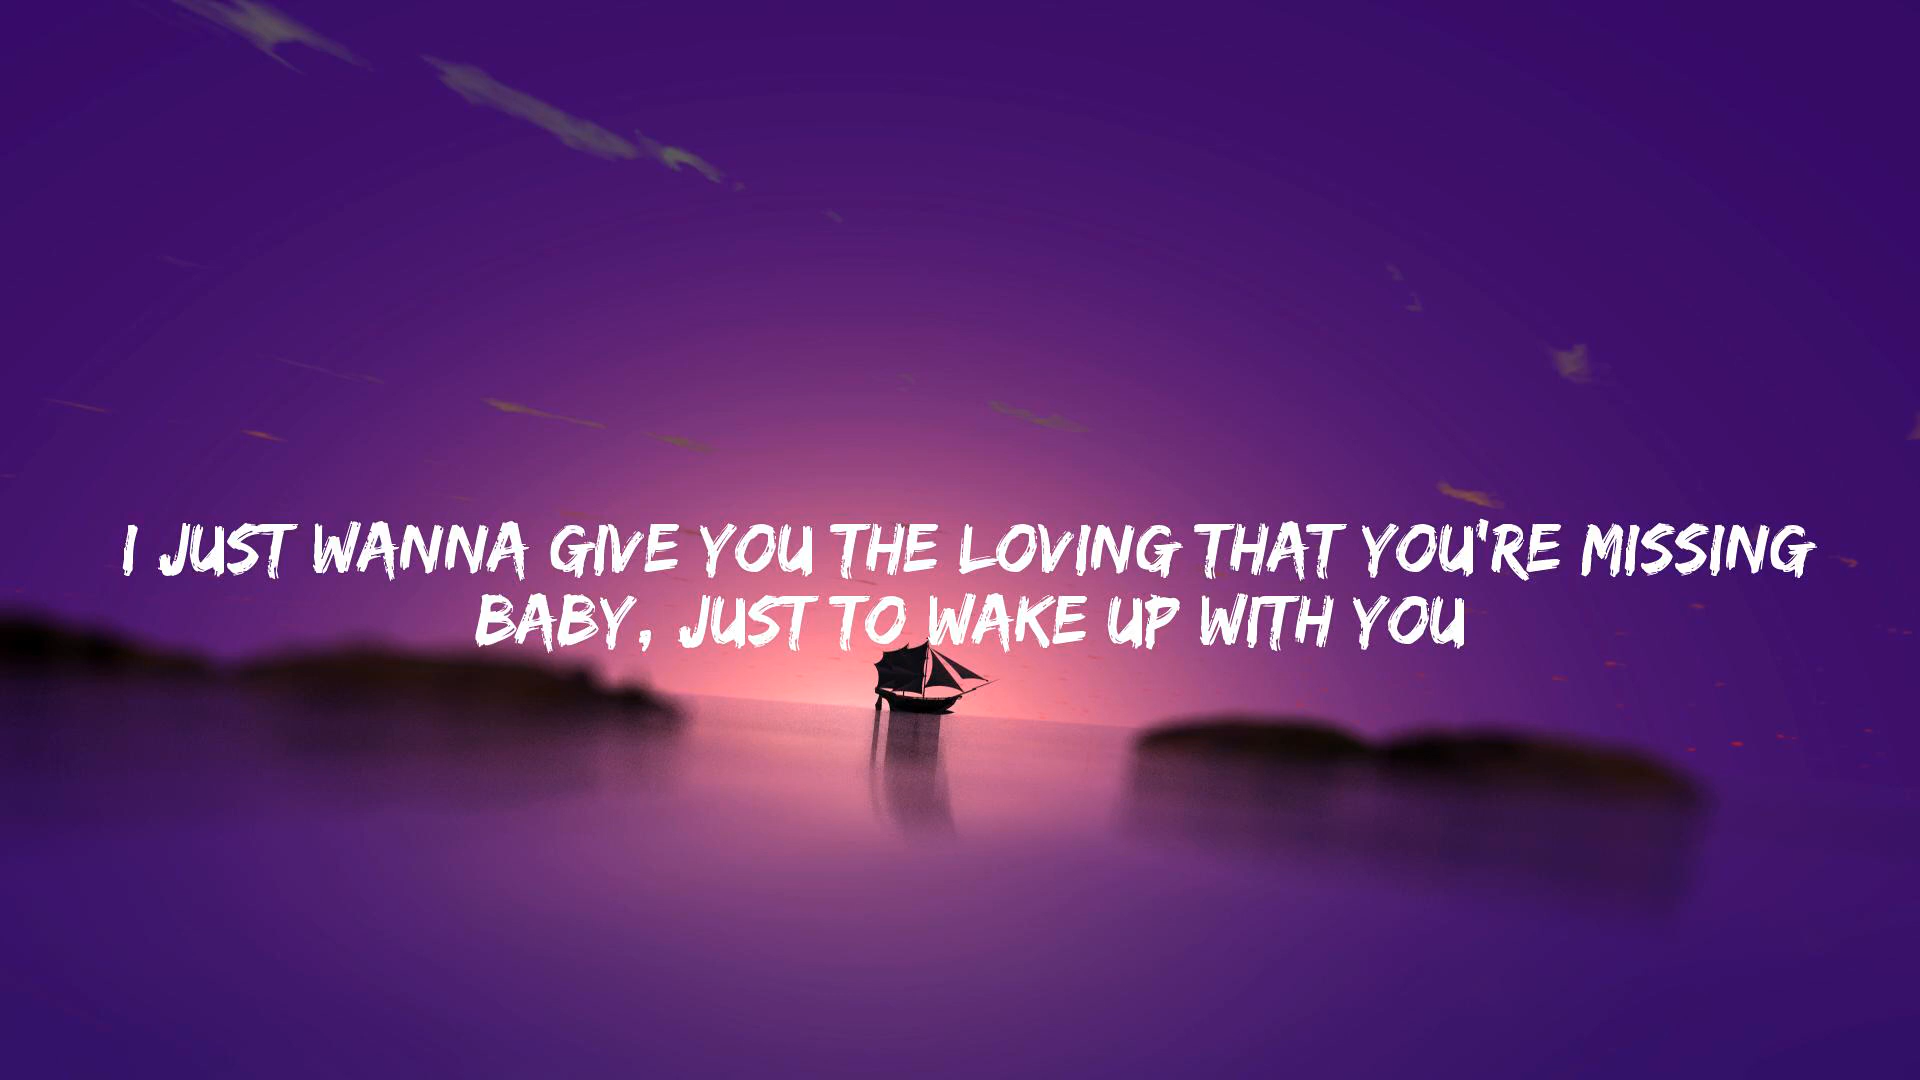 I JUST WANNA GIVE YOU THE LOVING THAT YOU'RE MISSING
BABY, JUST TO WAKE UP WITH YOU